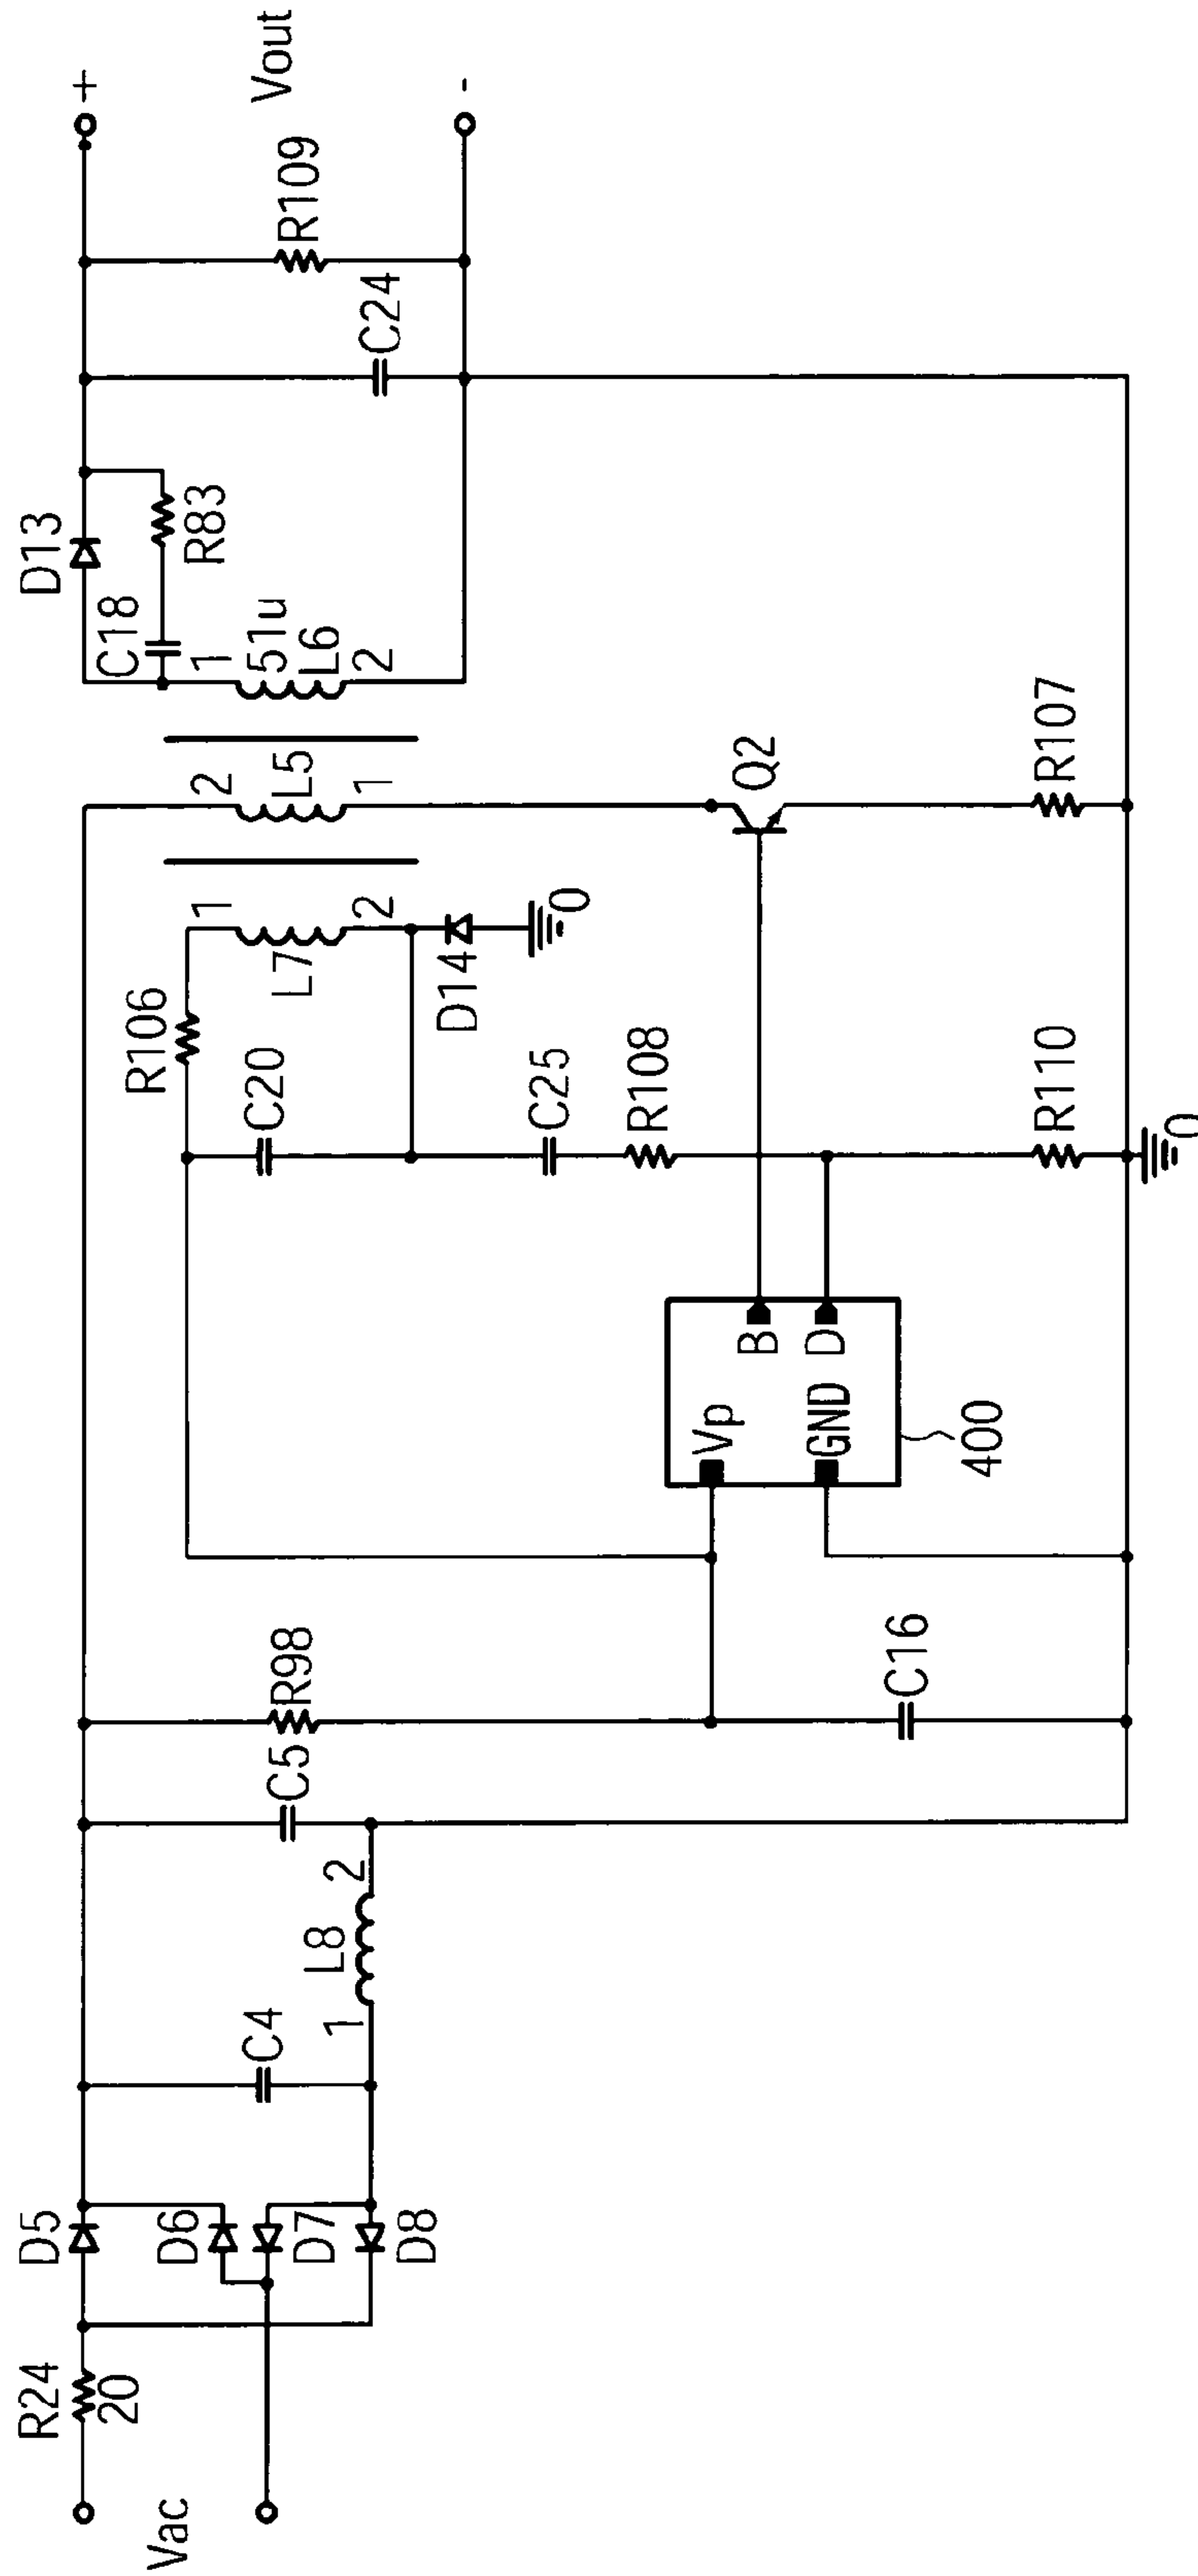 Vac
R24
20
D5
D6
D7
D8
C4
1
L8
2
C5
R98
C16
Vp
GND
B
D
400
R106
C20
C25
R108
R110
0
1
L7
2
D14
0
2
L5
1
Q2
R107
D13
C18
R83
1
51u
L6
2
C24
R109
+
Vout
-